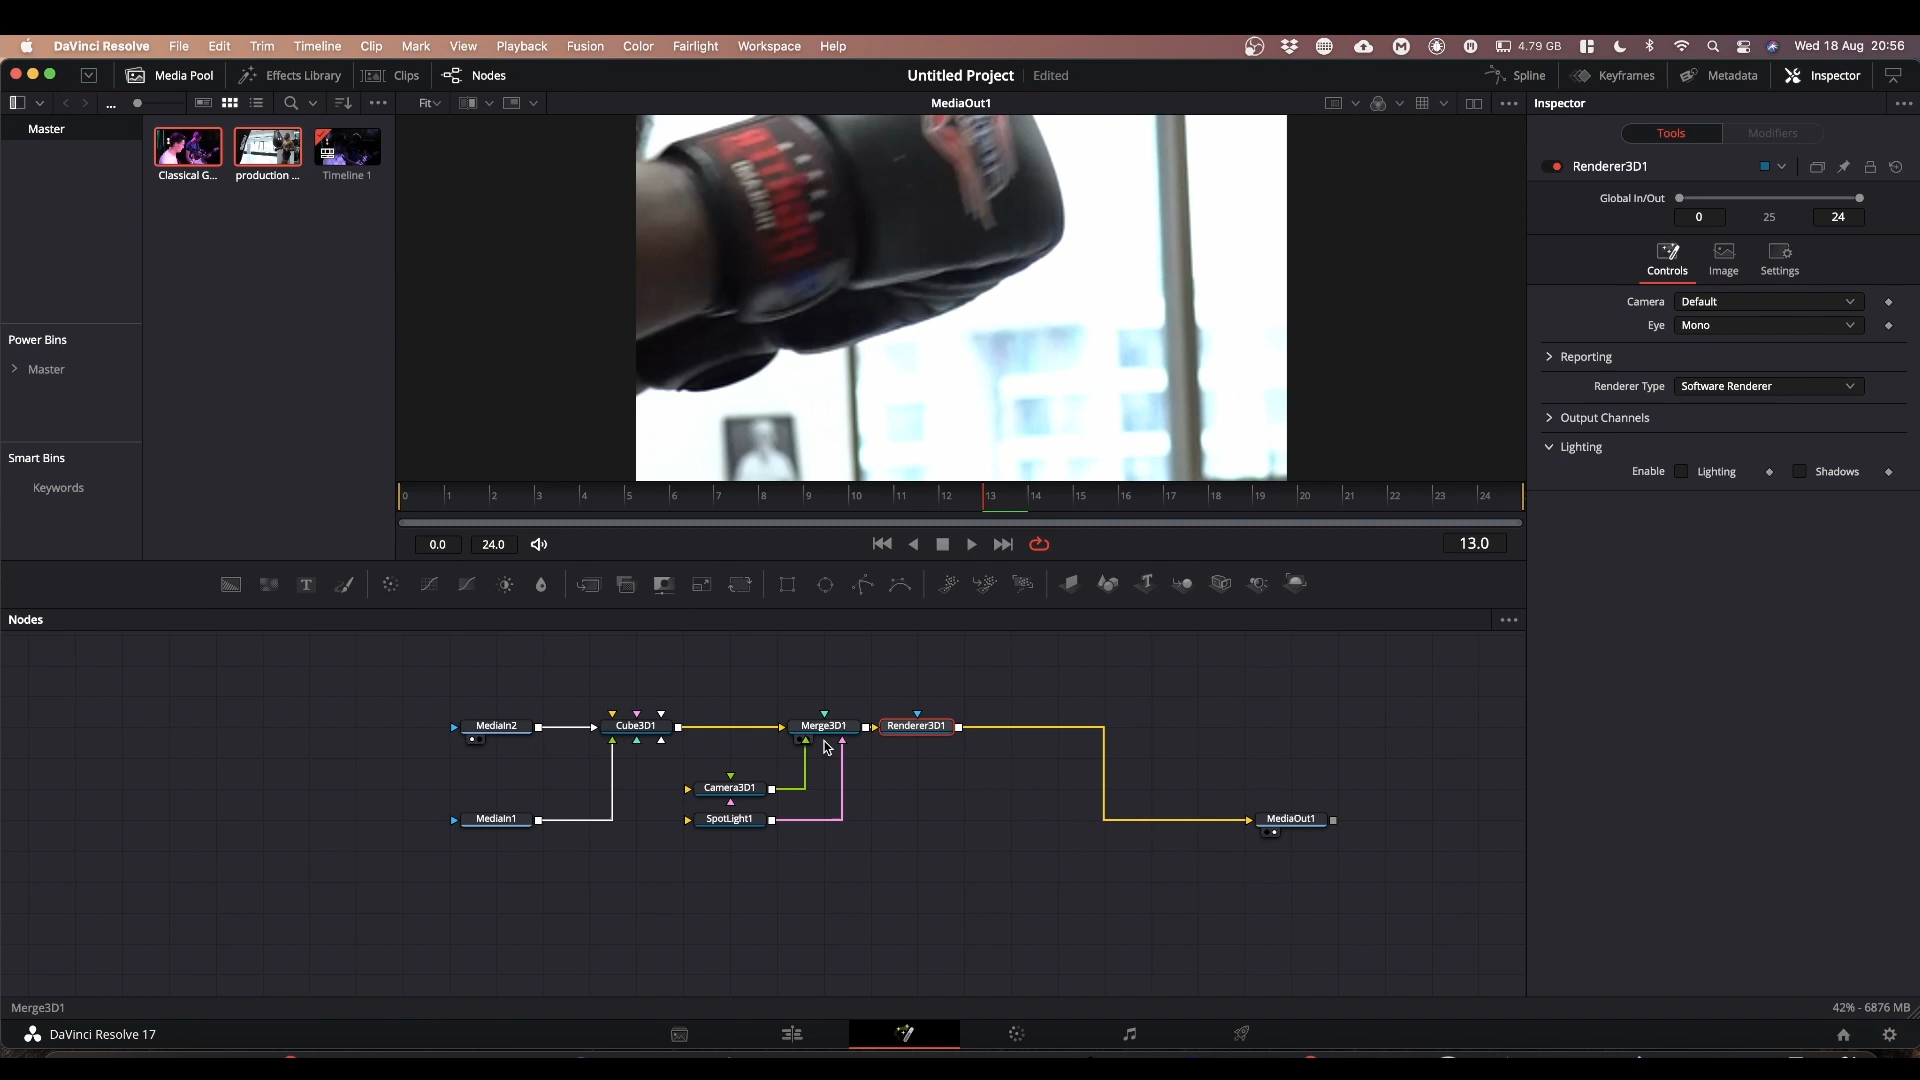 DaVinci Resolve File Edit Trim Timeline Clip Mark View Playback Fusion Color Fairlight Workspace Help 4.79 GB Wed 18 Aug 20:56
Media Pool Effects Library Clips Nodes Untitled Project Edited Spline Keyframes Metadata Inspector
... Fit MediaOut1 Inspector
Master
Classical G... production ... Timeline 1
Power Bins
Master
Smart Bins
Keywords
Tools Modifiers
Renderer3D1
Global In/Out
0 25 24
Controls Image Settings
Camera Default
Eye Mono
Reporting
Renderer Type Software Renderer
Output Channels
Lighting
Enable Lighting Shadows
0 1 2 3 4 5 6 7 8 9 10 11 12 13 14 15 16 17 18 19 20 21 22 23 24
0.0 24.0 13.0
T T
Nodes
MediaIn2 Cube3D1 Merge3D1 Renderer3D1
Camera3D1
MediaIn1 SpotLight1 MediaOut1
Merge3D1 42% - 6876 MB
DaVinci Resolve 17